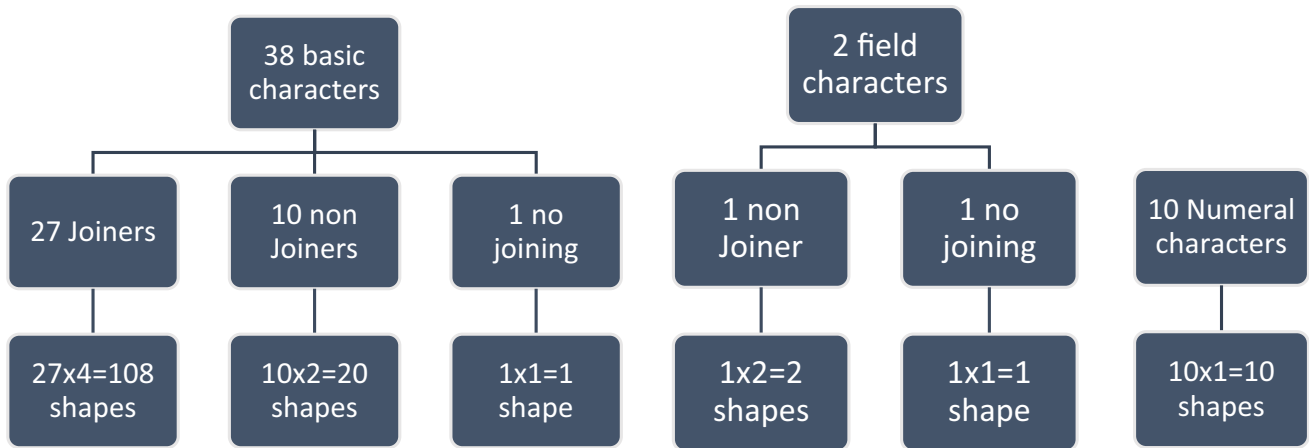 38 basic
characters
2 field
characters
27 Joiners
10 non
Joiners
1 no
joining
1 non
Joiner
1 no
joining
10 Numeral
characters
27x4=108
shapes
10x2=20
shapes
1x1=1
shape
1x2=2
shapes
1x1=1
shape
10x1=10
shapes